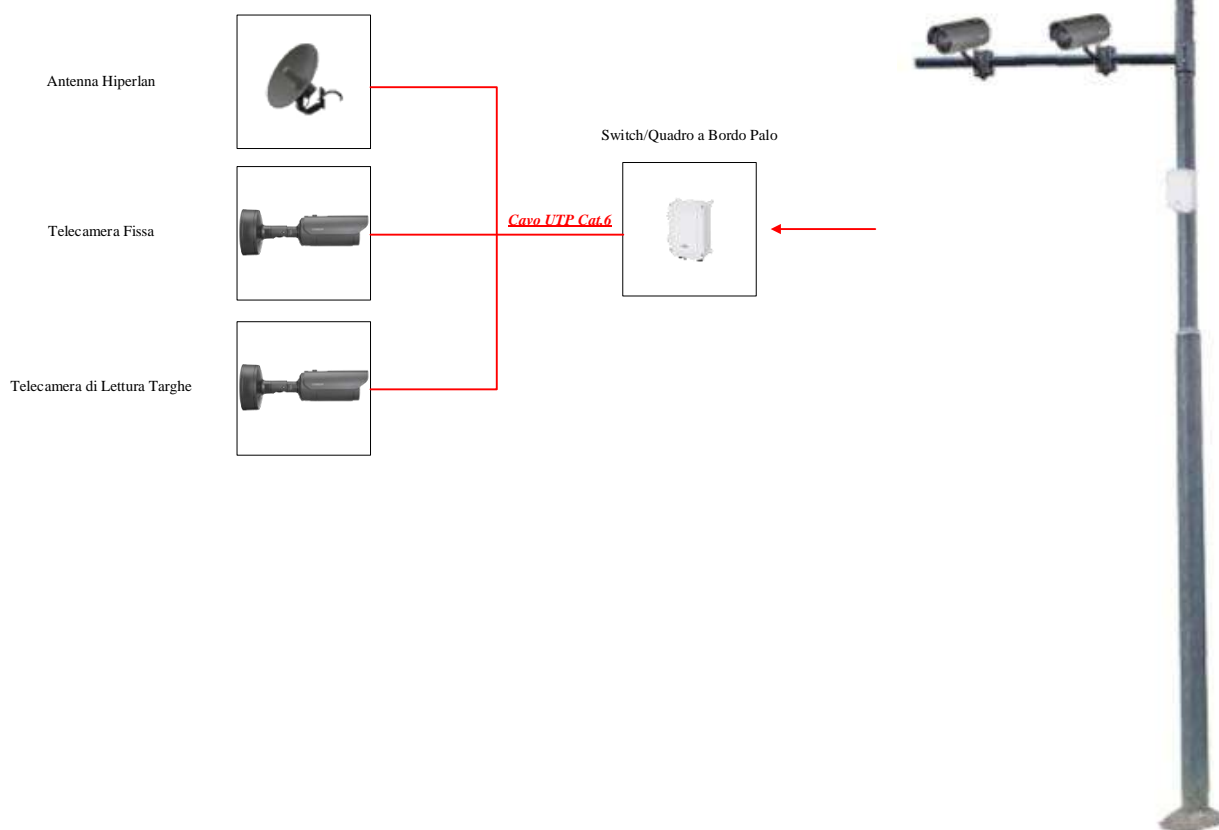 Antenna Hiperlan
Switch/Quadro a Bordo Palo
Cavo UTP Cat.6
Telecamera Fissa
Telecamera di Lettura Targhe